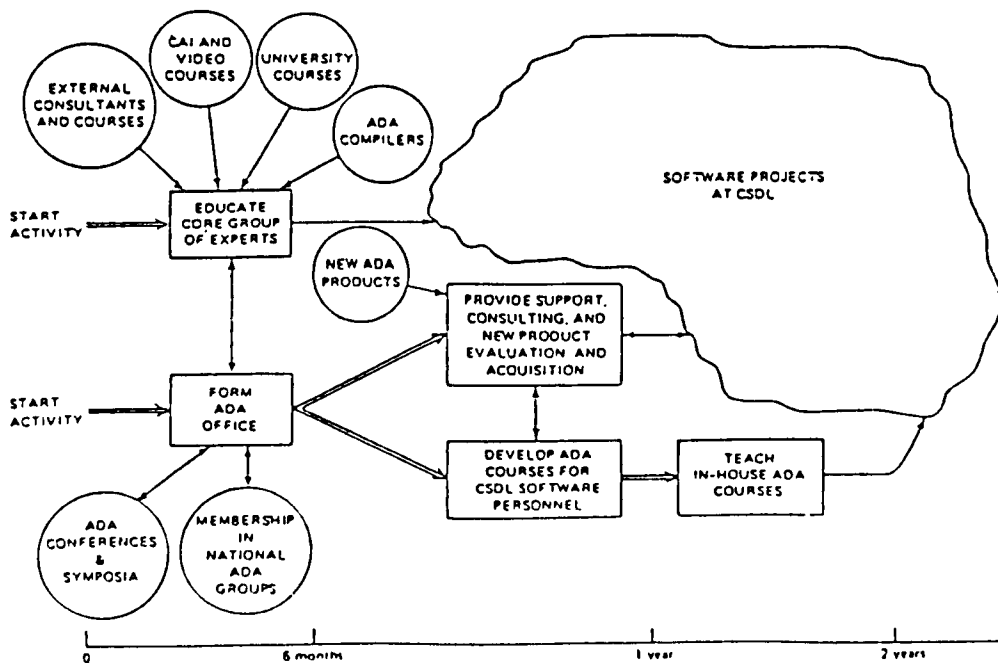 EXTERNAL
CONSULTANTS
AND COURSES
CAI AND
VIDEO
COURSES
UNIVERSITY
COURSES
ADA
COMPILERS
SOFTWARE PROJECTS
AT CSDL
START
ACTIVITY
EDUCATE
CORE GROUP
OF EXPERTS
NEW ADA
PRODUCTS
PROVIDE SUPPORT,
CONSULTING, AND
NEW PRODUCT
EVALUATION AND
ACQUISITION
START
ACTIVITY
FORM
ADA
OFFICE
DEVELOP ADA
COURSES FOR
CSDL SOFTWARE
PERSONNEL
TEACH
IN-HOUSE ADA
COURSES
ADA
CONFERENCES
&
SYMPOSIA
MEMBERSHIP
IN
NATIONAL
ADA
GROUPS
0
6 months
1 year
2 years